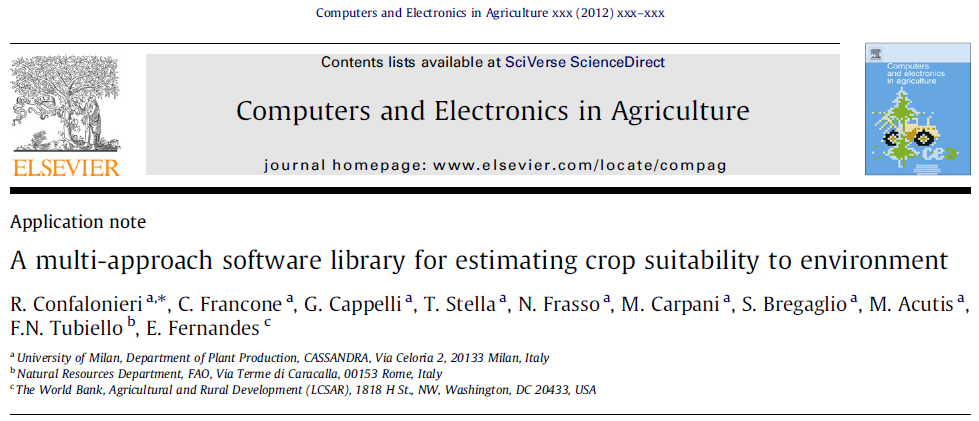 Computers and Electronics in Agriculture xxx (2012) xxx–xxx
Contents lists available at SciVerse ScienceDirect
Computers and Electronics in Agriculture
journal homepage: www.elsevier.com/locate/compag
ELSEVIER
Computers
and electronics
in agriculture
cea
Application note
A multi-approach software library for estimating crop suitability to environment
R. Confalonieri a,*, C. Francone a, G. Cappelli a, T. Stella a, N. Frasso a, M. Carpani a, S. Bregaglio a, M. Acutis a,
F.N. Tubiello b, E. Fernandes c
a University of Milan, Department of Plant Production, CASSANDRA, Via Celoria 2, 20133 Milan, Italy
b Natural Resources Department, FAO, Via Terme di Caracalla, 00153 Rome, Italy
c The World Bank, Agricultural and Rural Development (LCSAR), 1818 H St., NW, Washington, DC 20433, USA